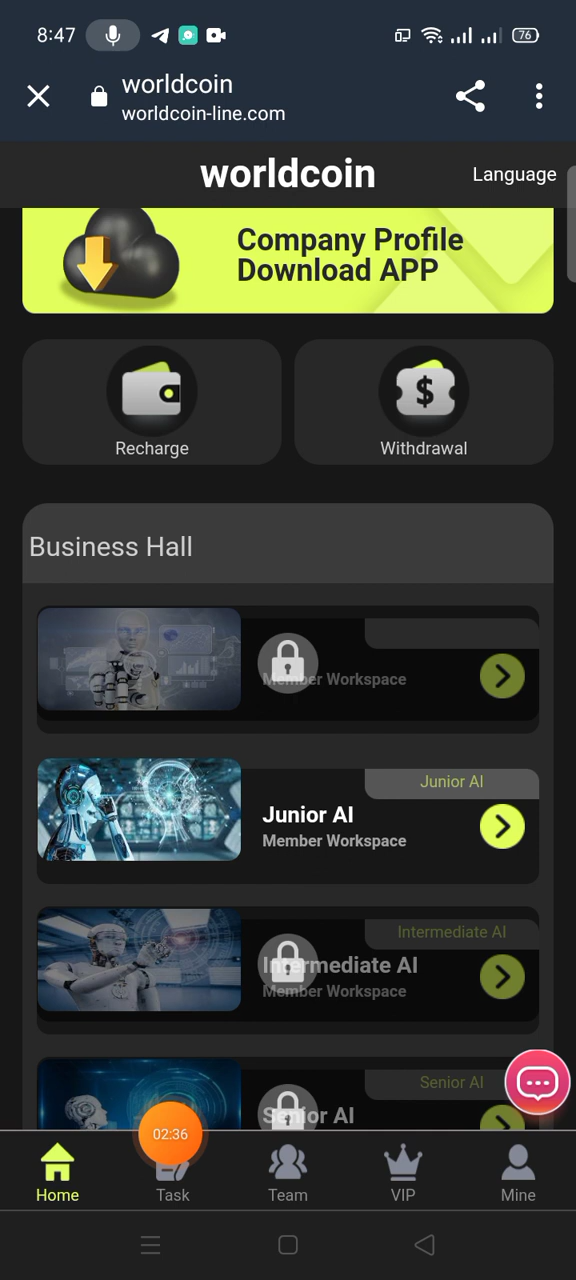 8:47
76
worldcoin
worldcoin-line.com
worldcoin
Language
Company Profile
Download APP
$
Recharge
Withdrawal
Business Hall
Member Workspace
Junior AI
Junior AI
Member Workspace
Intermediate AI
Intermediate AI
Member Workspace
Senior AI
Senior AI
02:36
Home
Task
Team
VIP
Mine